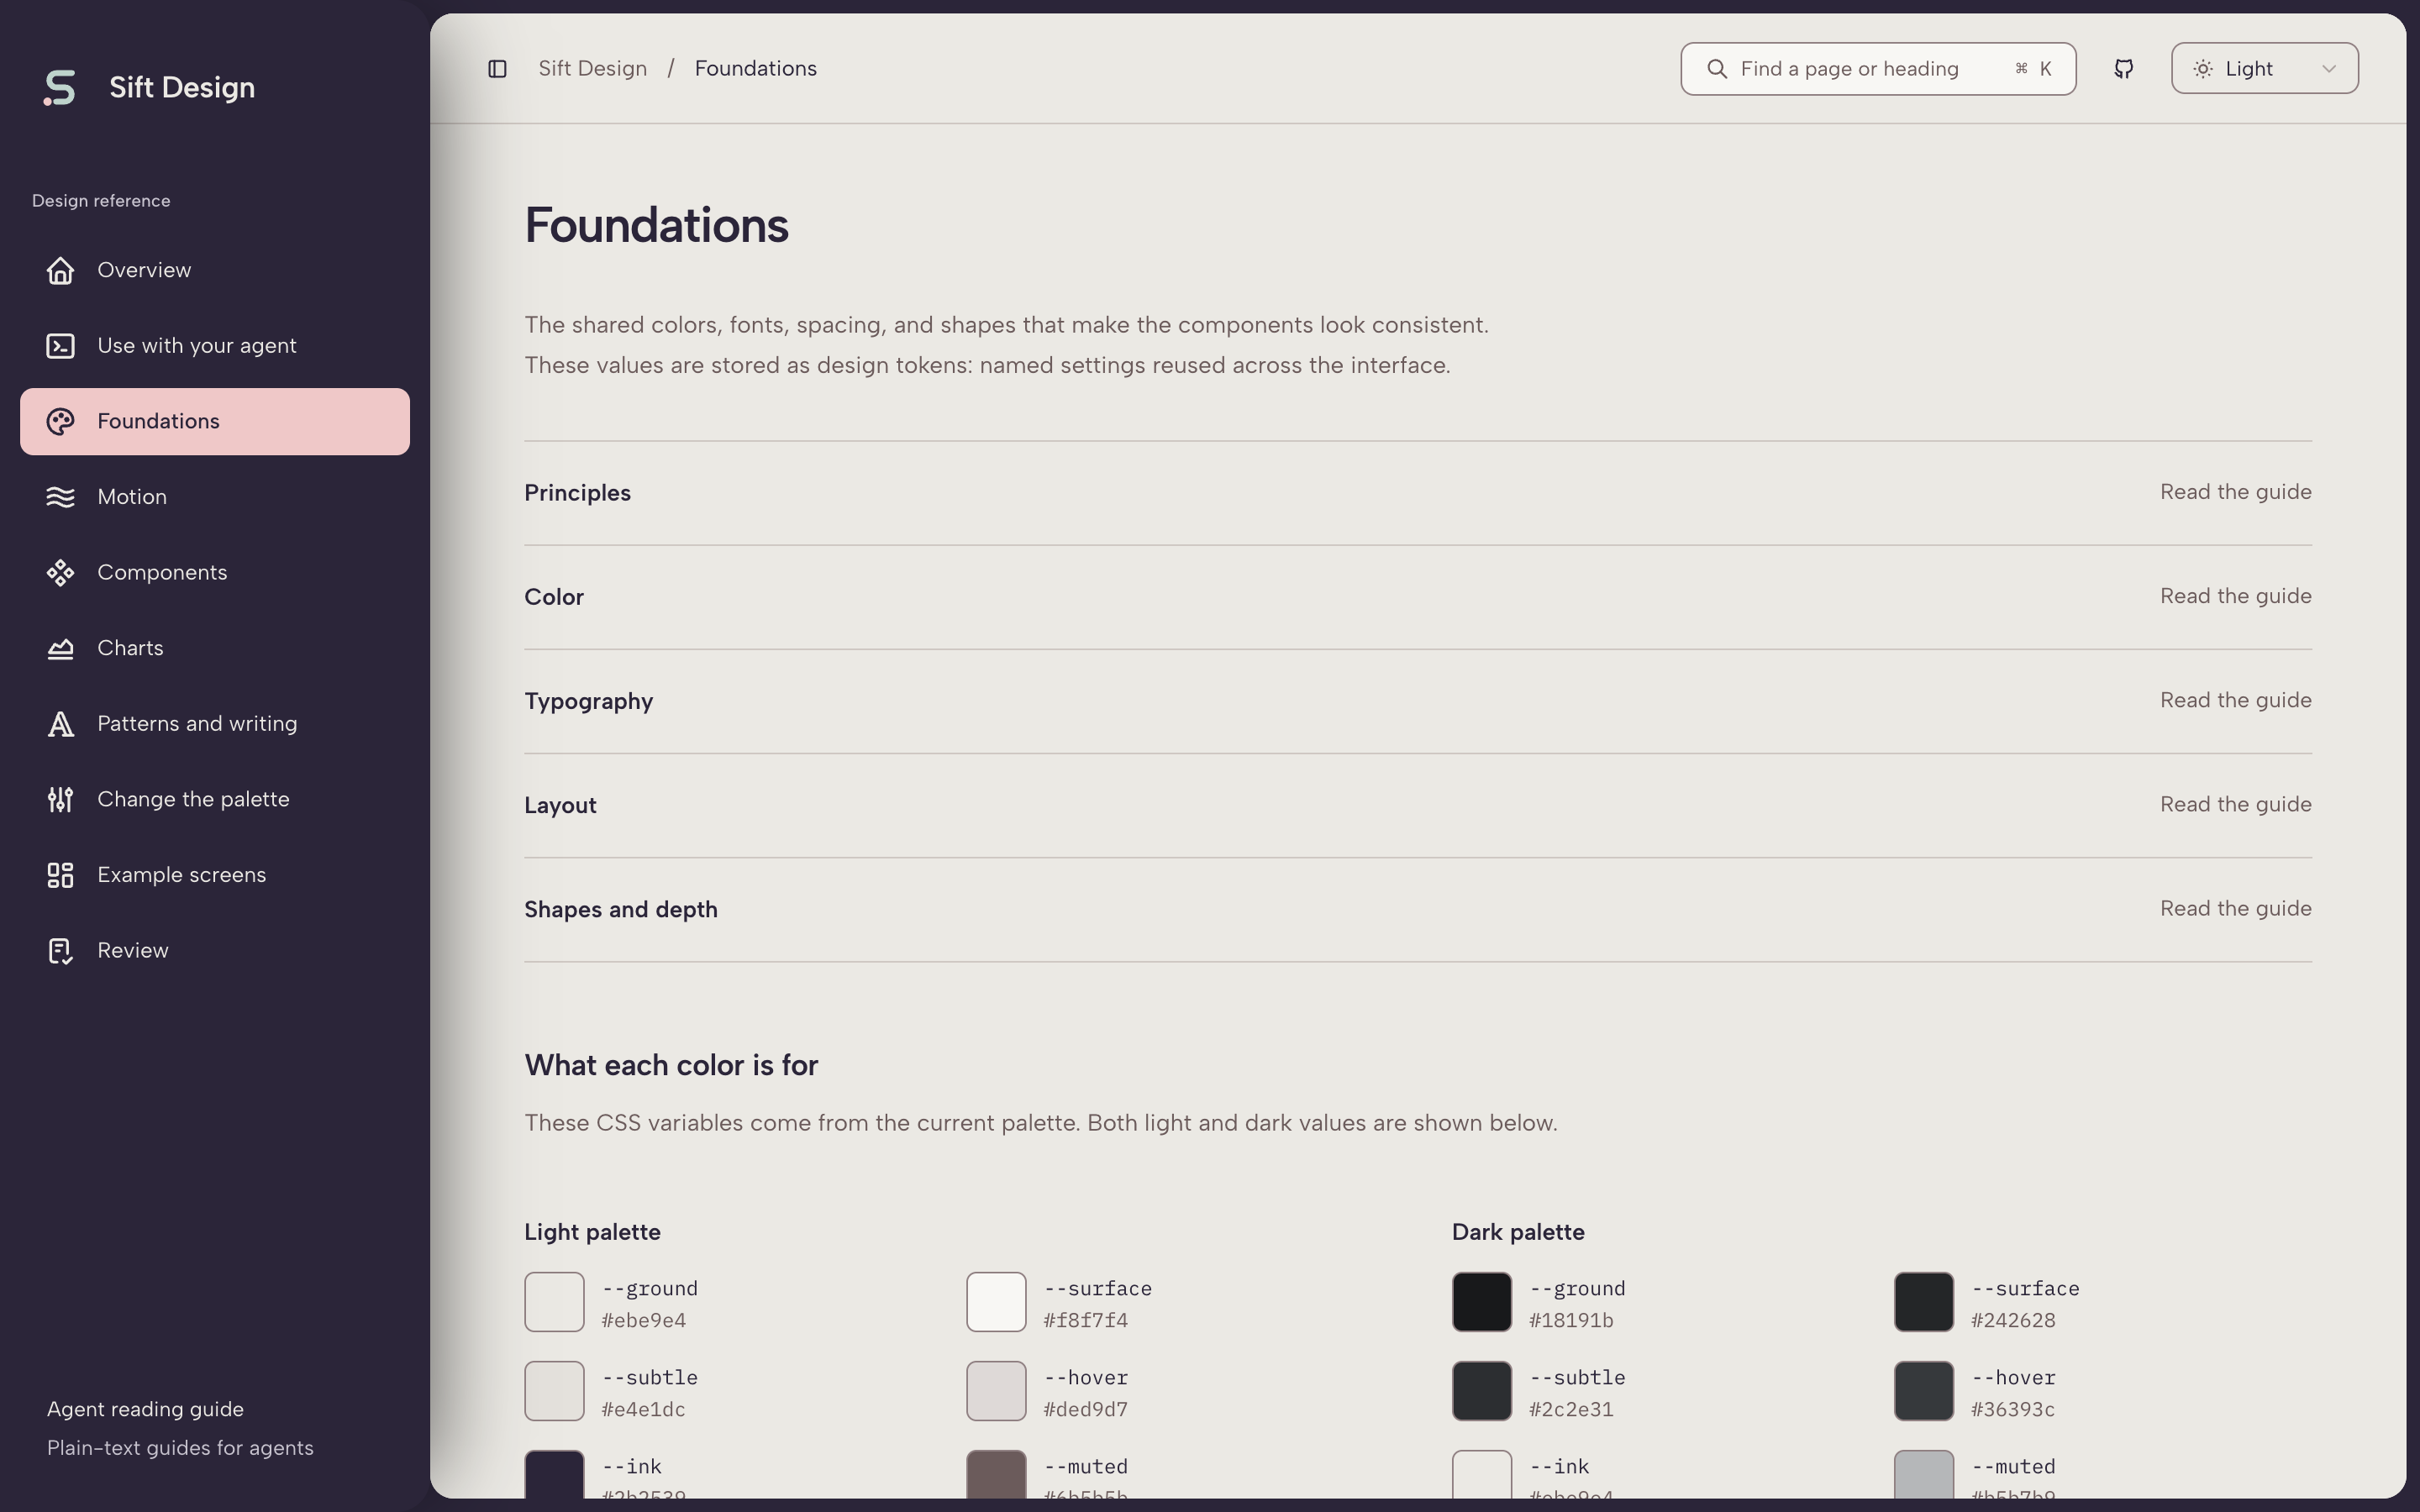 Sift Design
Design reference
Overview
Use with your agent
Foundations
Motion
Components
Charts
Patterns and writing
Change the palette
Example screens
Review
Agent reading guide
Plain-text guides for agents
Sift Design / Foundations
Find a page or heading ⌘ K
Light
Foundations
The shared colors, fonts, spacing, and shapes that make the components look consistent.
These values are stored as design tokens: named settings reused across the interface.
Principles Read the guide
Color Read the guide
Typography Read the guide
Layout Read the guide
Shapes and depth Read the guide
What each color is for
These CSS variables come from the current palette. Both light and dark values are shown below.
Light palette
--ground
#ebe9e4
--surface
#f8f7f4
--subtle
#e4e1dc
--hover
#ded9d7
--ink
--muted
Dark palette
--ground
#18191b
--surface
#242628
--subtle
#2c2e31
--hover
#36393c
--ink
--muted